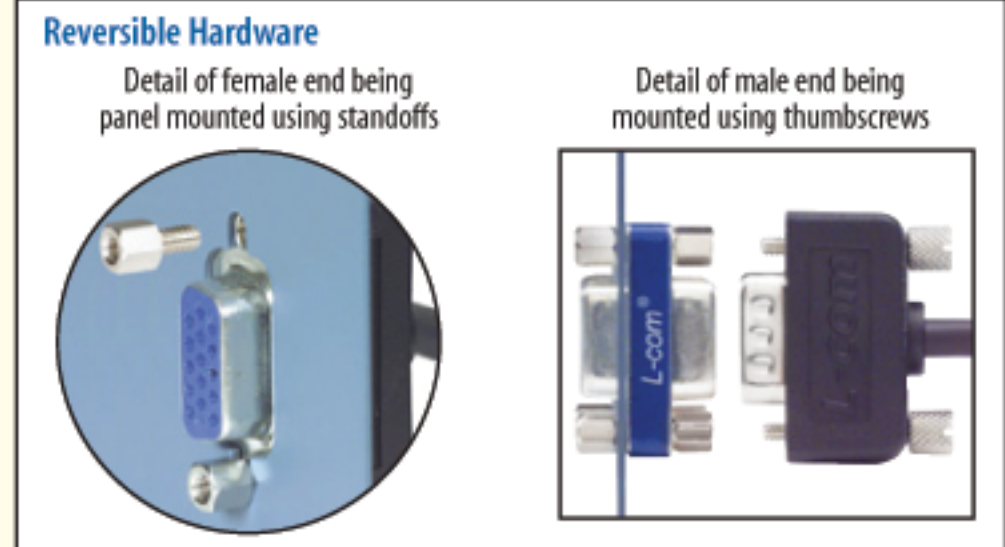 Reversible Hardware
Detail of female end being
panel mounted using standoffs
Detail of male end being
mounted using thumbscrews
L-com®
L-com